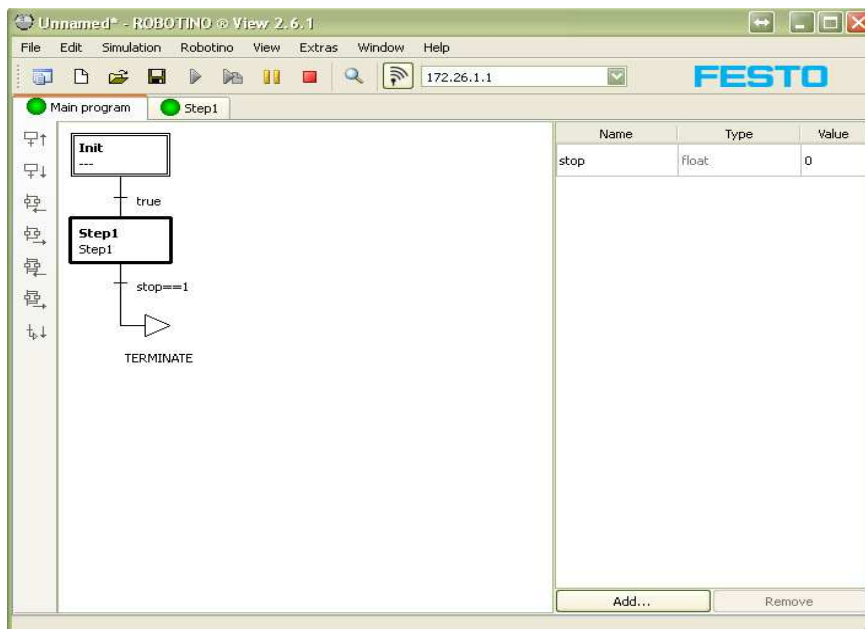 Unnamed* - ROBOTINO ® View 2.6.1
File Edit Simulation Robotino View Extras Window Help
172.26.1.1
FESTO
Main program Step1
Name Type Value
stop float 0
Init
---
true
Step1
Step1
stop==1
TERMINATE
Add... Remove